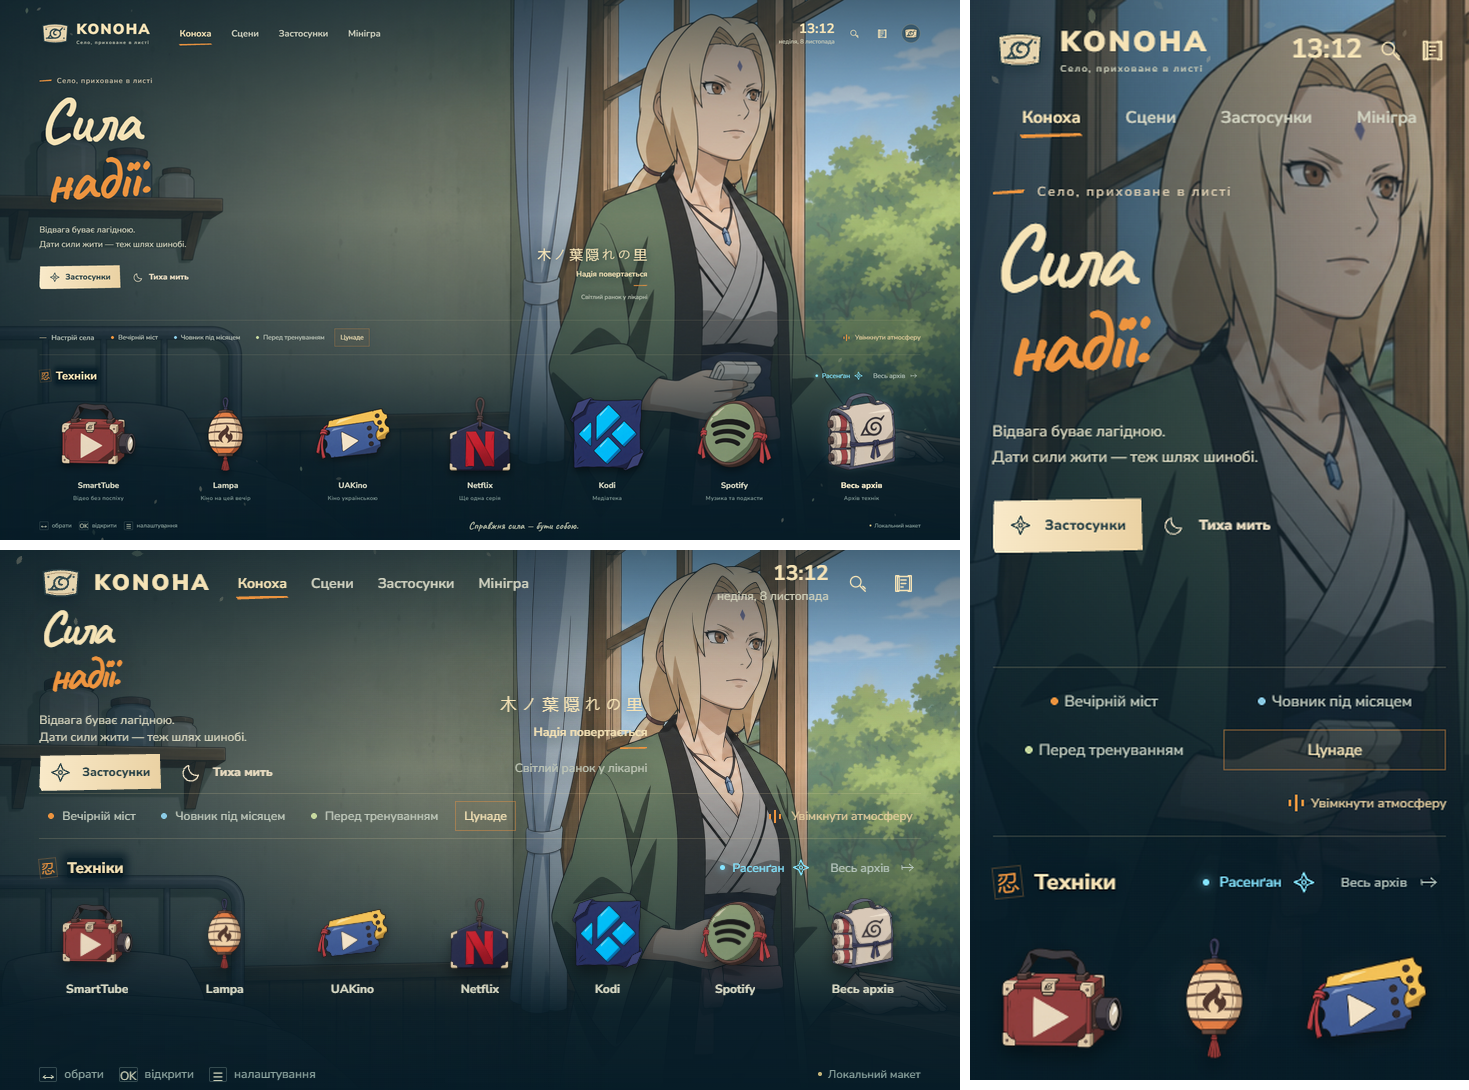 KONOHA
Село, приховане в листі
Коноха Сцени Застосунки Мінігра
13:12
неділя, 8 листопада
Село, приховане в листі
Сила
надії.
Відвага буває лагідною.
Дати сили жити — теж шлях шинобі.
Застосунки Тиха мить
木ノ葉隠れの里
Надія повертається
Світлий ранок у лікарні
Настрій села Вечірній міст Човник під місяцем Перед тренуванням Цунаде Увімкнути атмосферу
忍 Техніки Расенґан Весь архів →
N
SmartTube Lampa UAKino Netflix Kodi Spotify Весь архів
Відео без поспіху Кіно на цей вечір Кіно українською Ще одна серія Медіатека Музика та подкасти Архів технік
↔ обрати OK відкрити ☰ налаштування Справжня сила — бути собою. Локальний макет
KONOHA Коноха Сцени Застосунки Мінігра
13:12
неділя, 8 листопада
Сила
надії.
Відвага буває лагідною.
Дати сили жити — теж шлях шинобі.
Застосунки Тиха мить
木ノ葉隠れの里
Надія повертається
Світлий ранок у лікарні
Вечірній міст Човник під місяцем Перед тренуванням Цунаде Увімкнути атмосферу
忍 Техніки Расенґан Весь архів →
N
SmartTube Lampa UAKino Netflix Kodi Spotify Весь архів
↔ обрати OK відкрити ☰ налаштування Локальний макет
KONOHA
Село, приховане в листі
13:12
Коноха Сцени Застосунки Мінігра
Село, приховане в листі
Сила
надії.
Відвага буває лагідною.
Дати сили жити — теж шлях шинобі.
Застосунки Тиха мить
Вечірній міст Човник під місяцем
Перед тренуванням Цунаде
Увімкнути атмосферу
忍 Техніки Расенґан Весь архів →